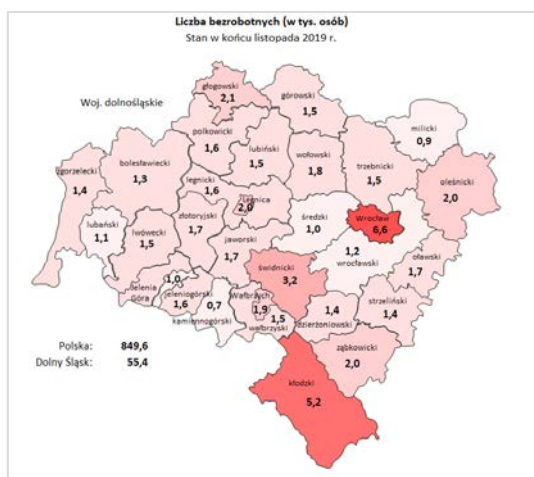 Liczba bezrobotnych (w tys. osób)
Stan w końcu listopada 2019 r.
Woj. dolnośląskie
głogowski
2,1
górowski
1,5
milicki
0,9
polkowicki
1,6
lubiński
1,5
wołowski
1,8
trzebnicki
1,5
oleśnicki
2,0
zgorzelecki
1,4
bolesławiecki
1,3
legnicki
1,6
Legnica
2,0
lubański
1,1
lwówecki
1,5
złotoryjski
1,7
jaworski
1,7
średzki
1,0
Wrocław
6,6
1,2
wrocławski
oławski
1,7
świdnicki
3,2
Jelenia
Góra
1,0
jeleniogórski
1,6
0,7
kamiennogórski
Wałbrzych
1,9
1,5
wałbrzyski
1,4
dzierżoniowski
strzeliński
1,4
ząbkowicki
2,0
kłodzki
5,2
Polska: 849,6
Dolny Śląsk: 55,4